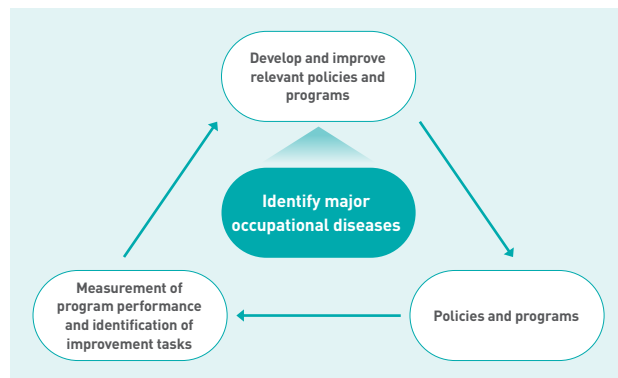 Develop and improve
relevant policies and
programs
Identify major
occupational diseases
Measurement of
program performance
and identification of
improvement tasks
Policies and programs